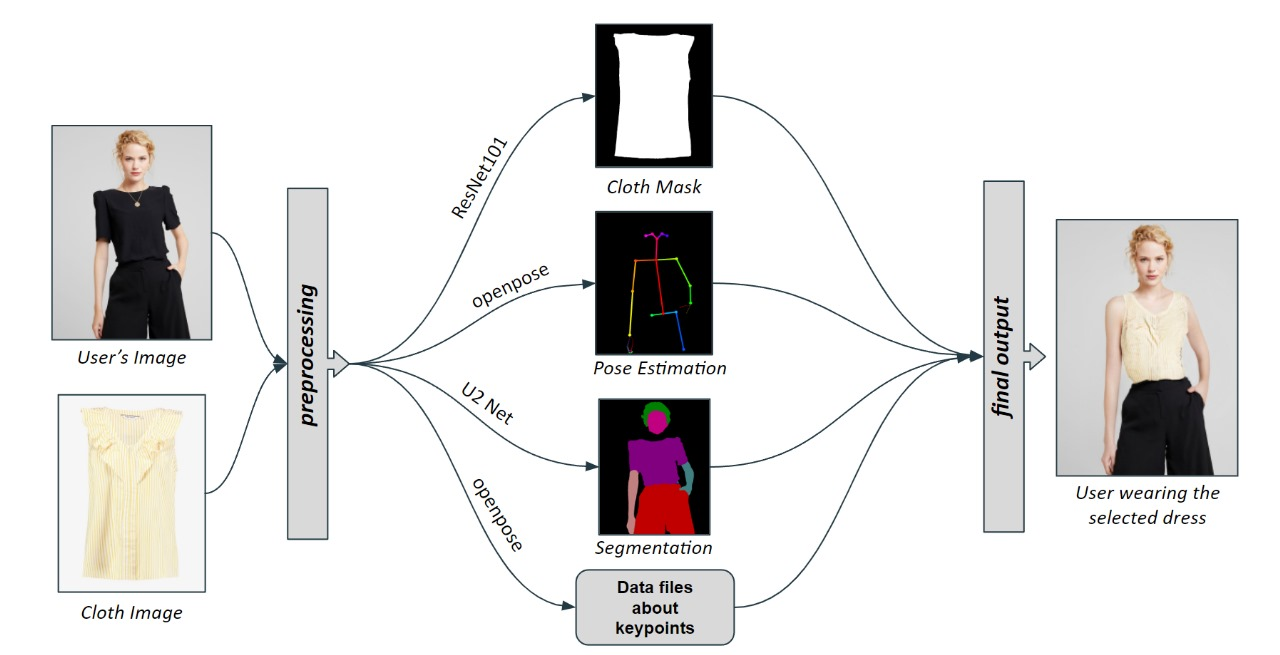 User's Image
Cloth Image
preprocessing
ResNet101
openpose
U2 Net
openpose
Cloth Mask
Pose Estimation
Segmentation
Data files
about
keypoints
final output
User wearing the
selected dress